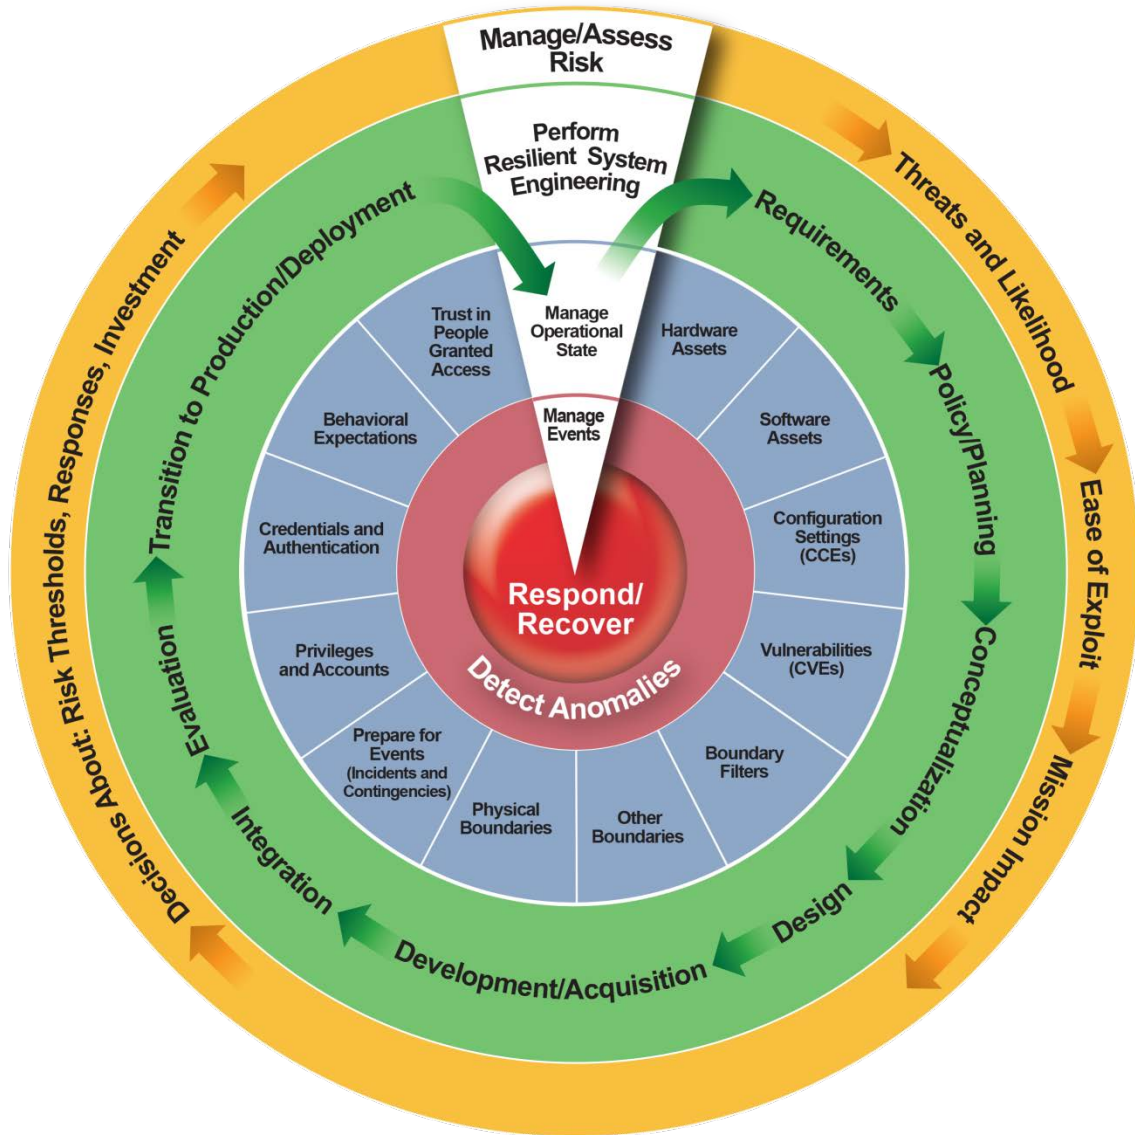 Manage/Assess
Risk
Perform
Resilient System
Engineering
Manage
Operational
State
Manage
Events
Threats and Likelihood
Ease of Exploit
Mission Impact
Decisions About: Risk Thresholds, Responses, Investment
Requirements
Policy/Planning
Conceptualization
Design
Development/Acquisition
Integration
Evaluation
Transition to Production/Deployment
Hardware
Assets
Software
Assets
Configuration
Settings
(CCEs)
Vulnerabilities
(CVEs)
Boundary
Filters
Other
Boundaries
Physical
Boundaries
Prepare for
Events
(Incidents and
Contingencies)
Privileges
and Accounts
Credentials and
Authentication
Behavioral
Expectations
Trust in
People
Granted
Access
Respond/
Recover
Detect Anomalies